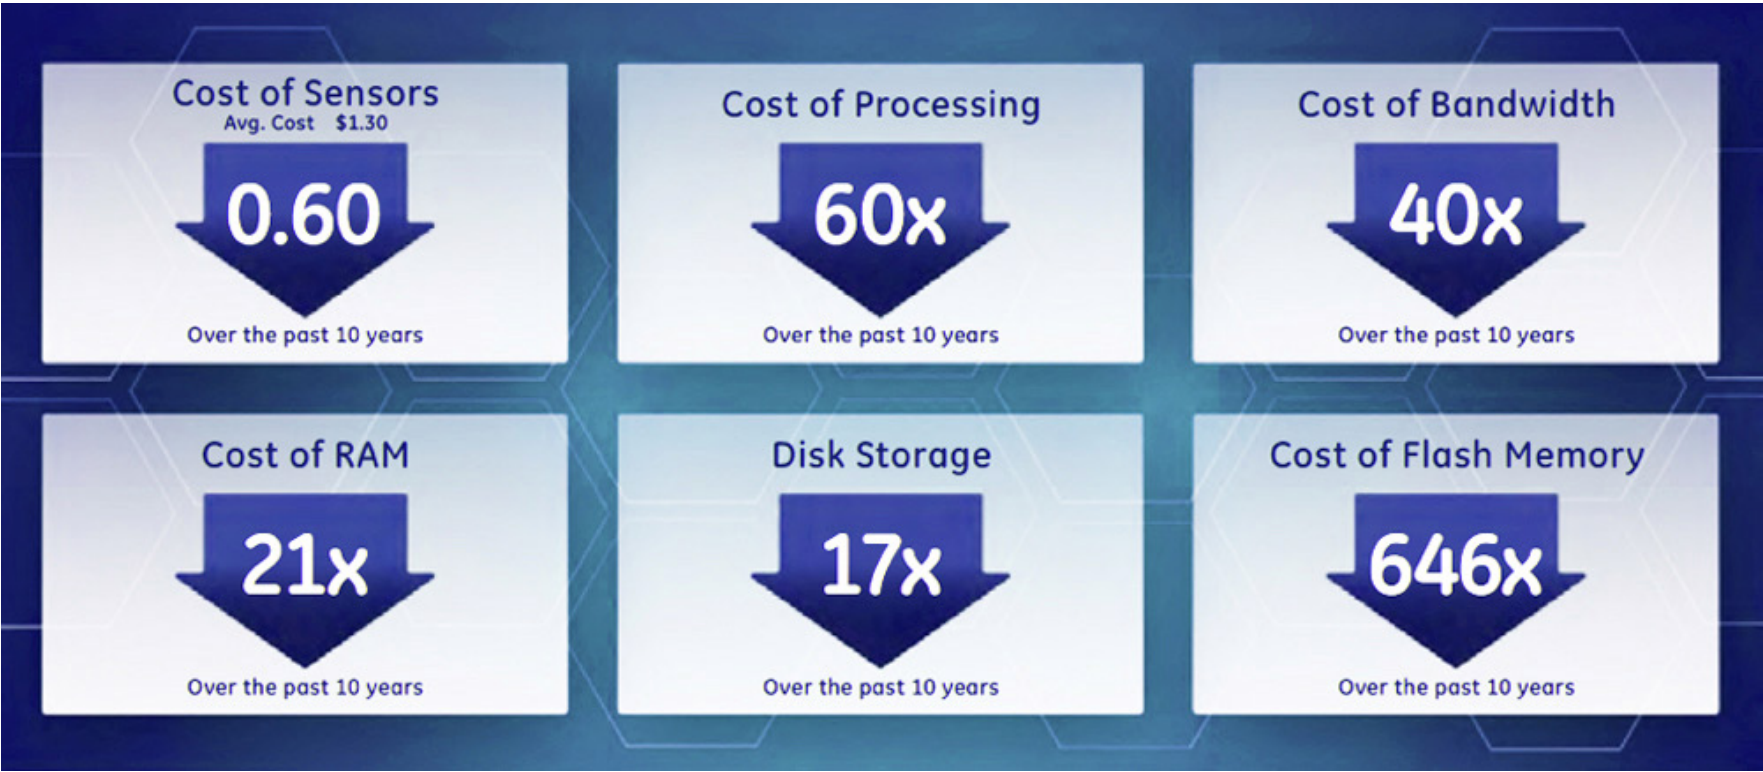 Cost of Sensors
Avg. Cost $1.30
0.60
Over the past 10 years
Cost of Processing
60x
Over the past 10 years
Cost of Bandwidth
40x
Over the past 10 years
Cost of RAM
21x
Over the past 10 years
Disk Storage
17x
Over the past 10 years
Cost of Flash Memory
646x
Over the past 10 years